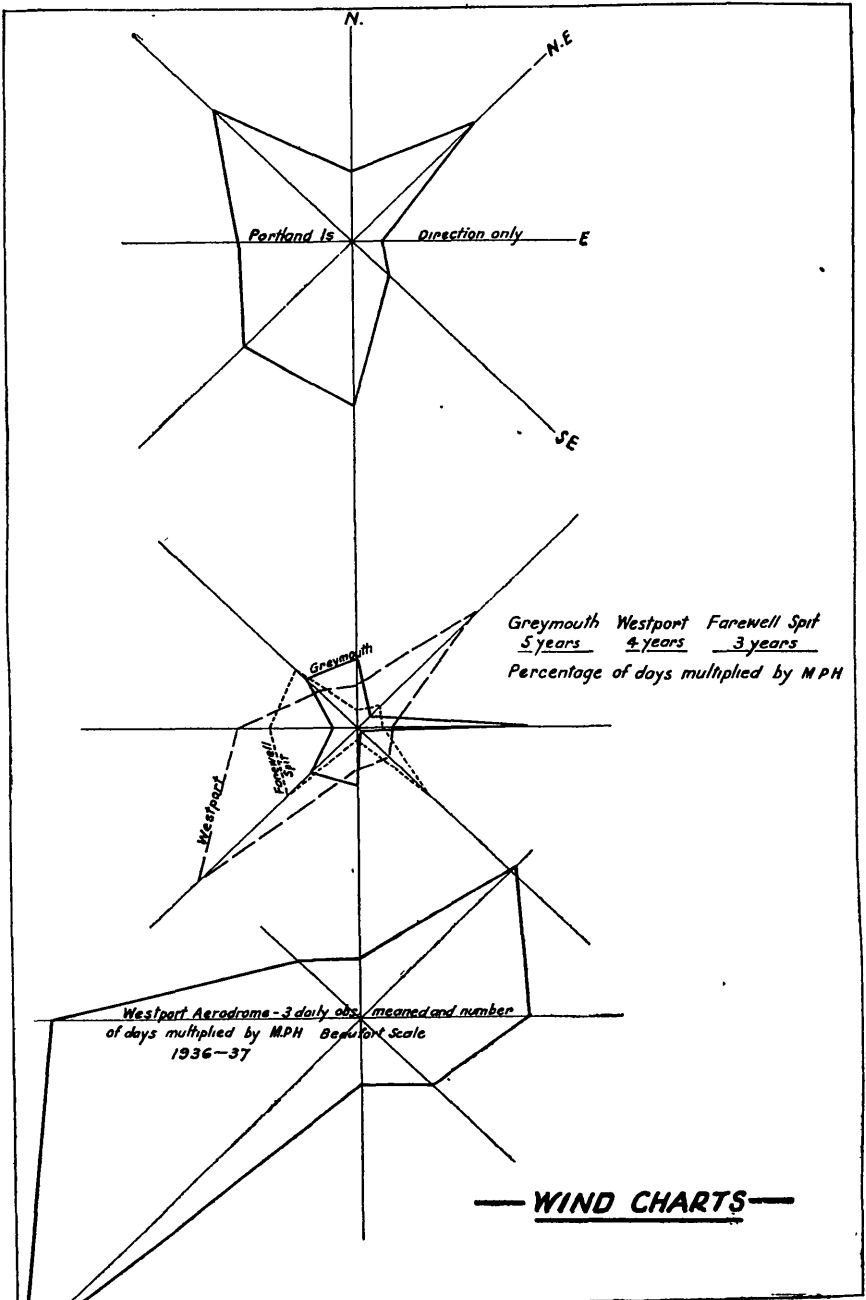 N.
N.E
Portland Is Direction only E
SE
Greymouth Westport Farewell Spit
5 years 4 years 3 years
Percentage of days multiplied by MPH
Greymouth
Farewell
Spit
Westport
Westport Aerodrome - 3 daily obs. meaned and number
of days multiplied by M.P.H Beaufort Scale
1936-37
WIND CHARTS